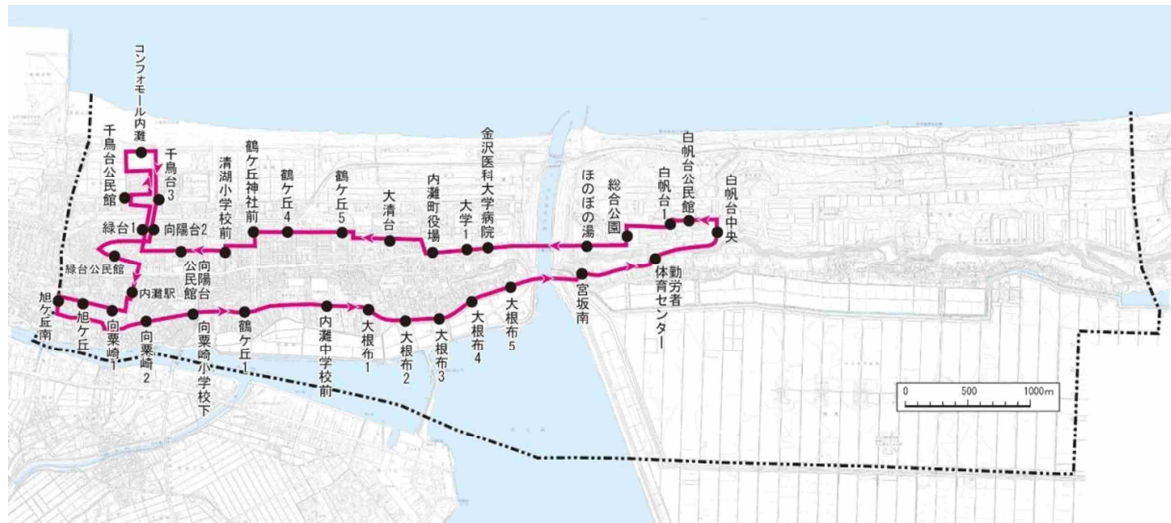 コンフォモール内灘
千鳥台公民館
千鳥台3
緑台1
向陽台2
緑台公民館
内灘駅
旭ケ丘南
旭ケ丘
向粟崎1
向粟崎2
向粟崎小学校下
鶴ケ丘1
内灘中学校前
大根布1
大根布2
大根布3
大根布4
大根布5
宮坂南
勤労者
体育センター
白帆台中央
白帆台公民館
白帆台1
総合公園
ほのぼの湯
金沢医科大学病院
大学1
内灘町役場
大清台
鶴ケ丘5
鶴ケ丘4
鶴ケ丘神社前
清湖小学校前
向陽台
公民館
0 500 1000m